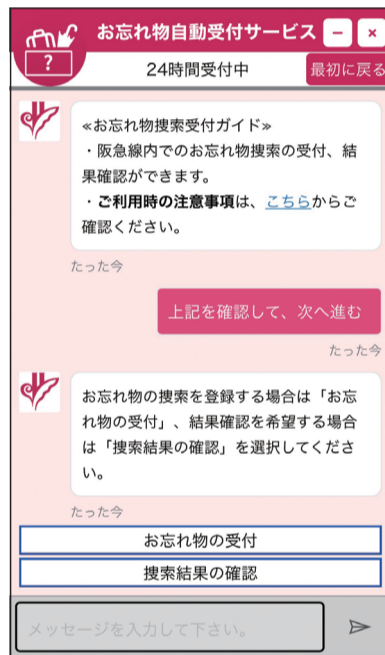 お忘れ物自動受付サービス
?
24時間受付中
最初に戻る
≪お忘れ物捜索受付ガイド≫
・阪急線内でのお忘れ物捜索の受付、結
果確認ができます。
・ご利用時の注意事項は、こちらからご
確認ください。
たった今
上記を確認して、次へ進む
たった今
お忘れ物の捜索を登録する場合は「お忘
れ物の受付」、結果確認を希望する場合
は「捜索結果の確認」を選択してくださ
い。
たった今
お忘れ物の受付
捜索結果の確認
メッセージを入力して下さい。